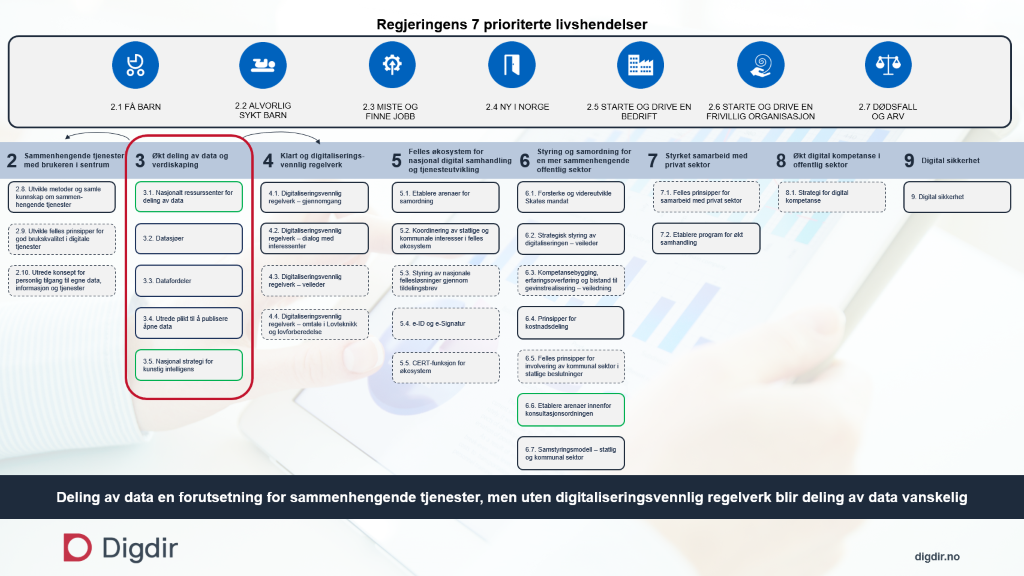 Regjeringens 7 prioriterte livshendelser
2.1 FÅ BARN
2.2 ALVORLIG
SYKT BARN
2.3 MISTE OG
FINNE JOBB
2.4 NY I NORGE
2.5 STARTE OG DRIVE EN
BEDRIFT
2.6 STARTE OG DRIVE EN
FRIVILLIG ORGANISASJON
2.7 DØDSFALL
OG ARV
2
Sammenhengende tjenester
med brukeren i sentrum
2.8. Utvikle metoder og samle
kunnskap om sammen-
hengende tjenester
2.9. Utvikle felles prinsipper for
god brukskvalitet i digitale
tjenester
2.10. Utrede konsept for
personlig tilgang til egne data,
informasjon og tjenester
3
Økt deling av data og
verdiskaping
3.1. Nasjonalt ressurssenter for
deling av data
3.2. Datasjøer
3.3. Datafordeler
3.4. Utrede plikt til å publisere
åpne data
3.5. Nasjonal strategi for
kunstig intelligens
4
Klart og digitaliserings-
vennlig regelverk
4.1. Digitaliseringsvennlig
regelverk – gjennomgang
4.2. Digitaliseringsvennlig
regelverk – dialog med
interessenter
4.3. Digitaliseringsvennlig
regelverk – veileder
4.4. Digitaliseringsvennlig
regelverk – omtale i Lovteknikk
og lovforberedelse
5
Felles økosystem for
nasjonal digital samhandling
og tjenesteutvikling
5.1. Etablere arenaer for
samordning
5.2. Koordinering av statlige og
kommunale interesser i felles
økosystem
5.3. Styring av nasjonale
fellesløsninger gjennom
tildelingsbrev
5.4. e-ID og e-Signatur
5.5. CERT-funksjon for
økosystem
6
Styring og samordning for
en mer sammenhengende
offentlig sektor
6.1. Forsterke og videreutvikle
Skates mandat
6.2. Strategisk styring av
digitaliseringen – veileder
6.3. Kompetansebygging,
erfaringsoverføring og bistand til
gevinstrealisering – veiledning
6.4. Prinsipper for
kostnadsdeling
6.5. Felles prinsipper for
involvering av kommunal sektor i
statlige beslutninger
6.6. Etablere arenaer innenfor
konsultasjonsordningen
6.7. Samstyringsmodell – statlig
og kommunal sektor
7
Styrket samarbeid med
privat sektor
7.1. Felles prinsipper for
samarbeid med privat sektor
7.2. Etablere program for økt
samhandling
8
Økt digital kompetanse i
offentlig sektor
8.1. Strategi for digital
kompetanse
9
Digital sikkerhet
9. Digital sikkerhet
Deling av data en forutsetning for sammenhengende tjenester, men uten digitaliseringsvennlig regelverk blir deling av data vanskelig
Digdir
digdir.no